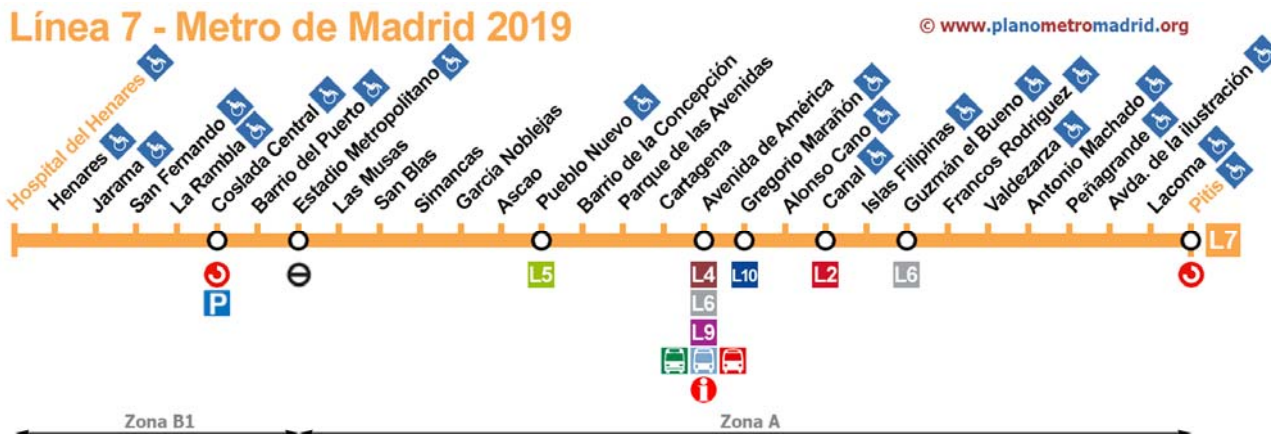 Línea 7 - Metro de Madrid 2019
© www.planometromadrid.org
Hospital del Henares
Henares
Jarama
San Fernando
La Rambla
Coslada Central
Barrio del Puerto
Estadio Metropolitano
Las Musas
San Blas
Simancas
García Noblejas
Ascao
Pueblo Nuevo
Barrio de la Concepción
Parque de las Avenidas
Cartagena
Avenida de América
Gregorio Marañón
Alonso Cano
Canal
Islas Filipinas
Guzmán el Bueno
Francos Rodríguez
Valdezarza
Antonio Machado
Peñagrande
Avda. de la ilustración
Lacoma
Pitis
L7
P
L5
L4
L6
L9
L10
L2
L6
i
Zona B1
Zona A